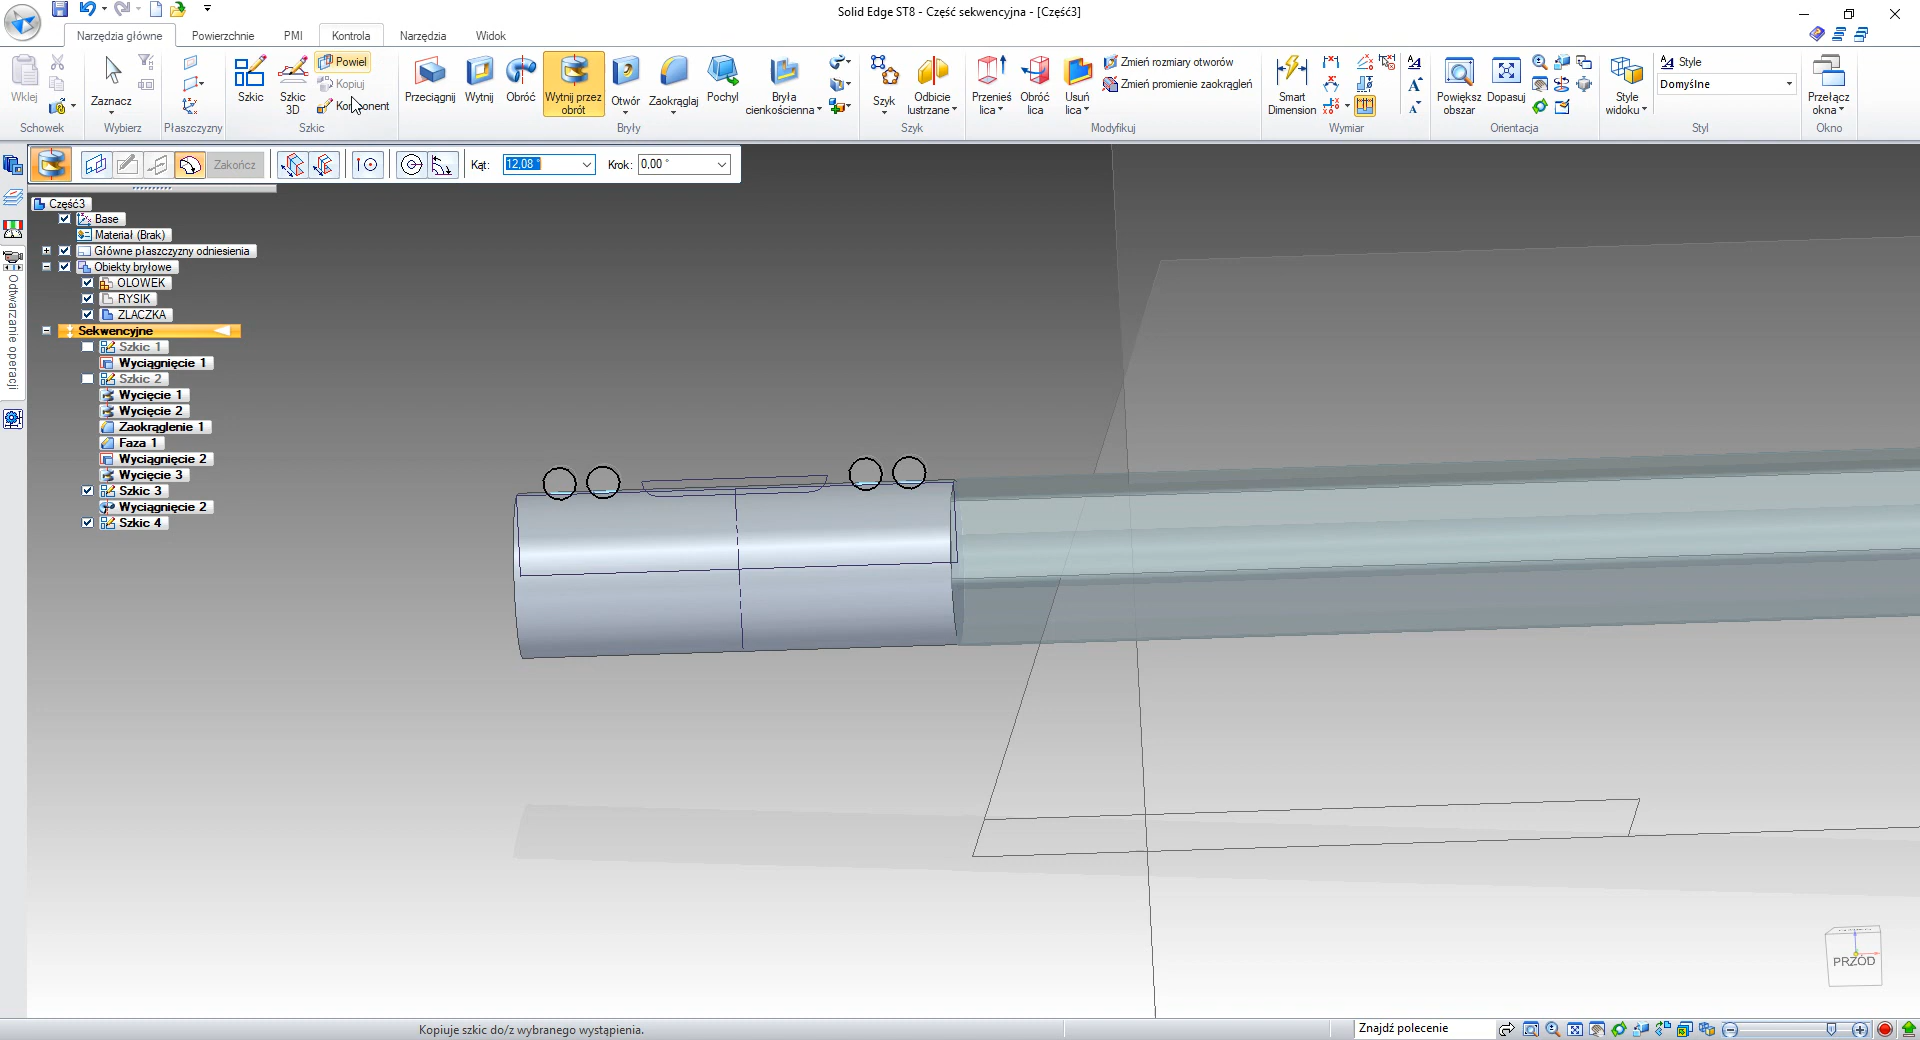 Solid Edge ST8 - Część sekwencyjna - [Część3]
Narzędzia główne Powierzchnie PMI Kontrola Narzędzia Widok
Wklej Zaznacz Szkic Szkic 3D Powiel Kopiuj Komponent
Przeciągnij Wytnij Obróć Wytnij przez obrót Otwór Zaokrąglaj Pochyl Bryła cienkościenna
Szyk Odbicie lustrzane Przenieś lica Obróć lica Usuń lica Zmień rozmiary otworów
Zmień promienie zaokrągleń
Smart Dimension Powiększ obszar Dopasuj Style widoku Style Domyślne Przełącz okna
Schowek Wybierz Płaszczyzny Szkic Bryły Szyk Modyfikuj Wymiar Orientacja Styl Okno
Zakończ Kąt: 12,08 ° Krok: 0,00 °
Część3
Base
Materiał (Brak)
Główne płaszczyzny odniesienia
Obiekty bryłowe
OLOWEK
RYSIK
ZLACZKA
Sekwencyjne
Szkic 1
Wyciągnięcie 1
Szkic 2
Wycięcie 1
Wycięcie 2
Zaokrąglenie 1
Faza 1
Wyciągnięcie 2
Wycięcie 3
Szkic 3
Wyciągnięcie 2
Szkic 4
Odtwarzanie operacji
PRZOD
Kopiuje szkic do/z wybranego wystąpienia.
Znajdź polecenie